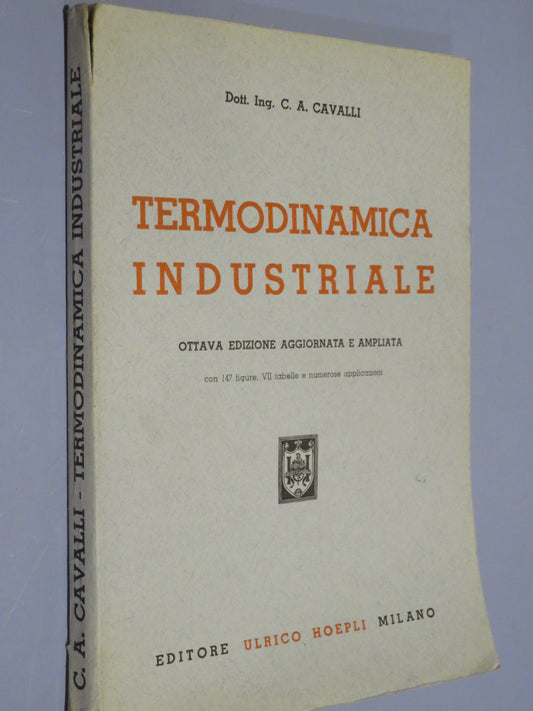 Dott. Ing. C. A. CAVALLI
TERMODINAMICA
INDUSTRIALE
OTTAVA EDIZIONE AGGIORNATA E AMPLIATA
con 147 figure, VII tabelle e numerose applicazioni
EDITORE ULRICO HOEPLI MILANO
C. A. CAVALLI - TERMODINAMICA INDUSTRIALE